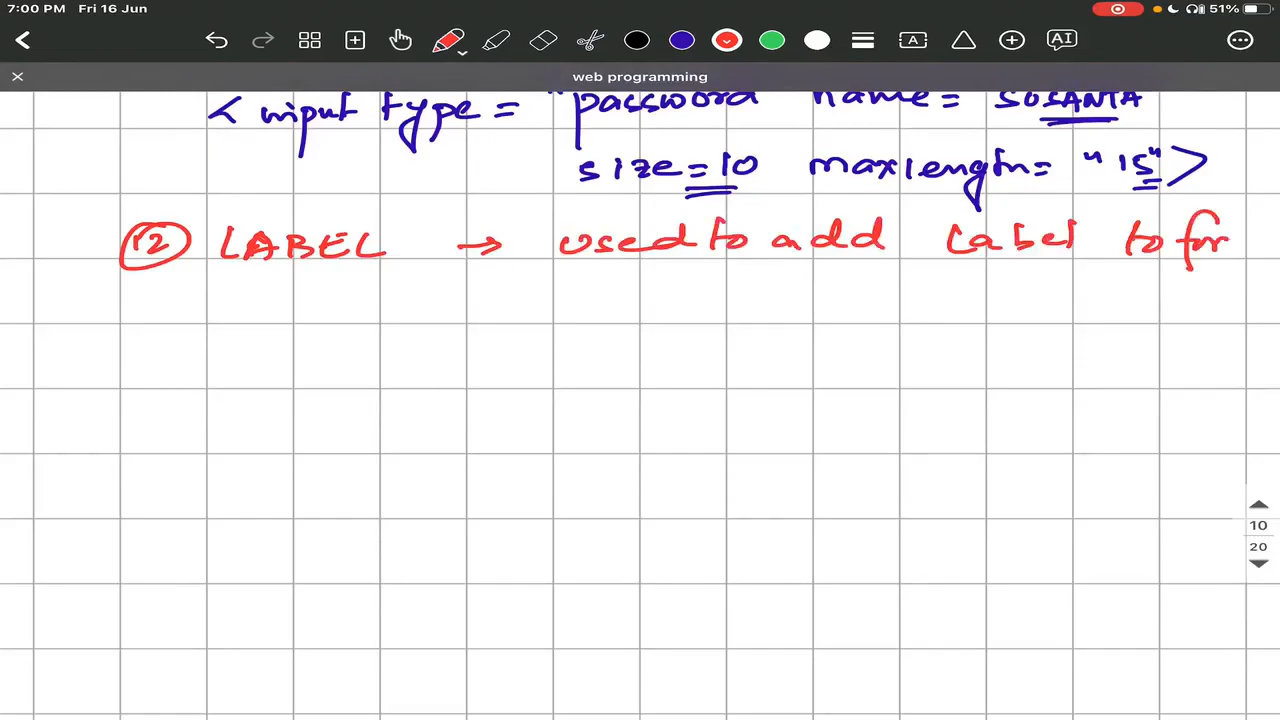 7:00 PM Fri 16 Jun
51%
A
AI
web programming
< input type = "password name = SUSANTA
size = 10 maxlength = "15" >
12 LABEL → used to add Label to for
10
20